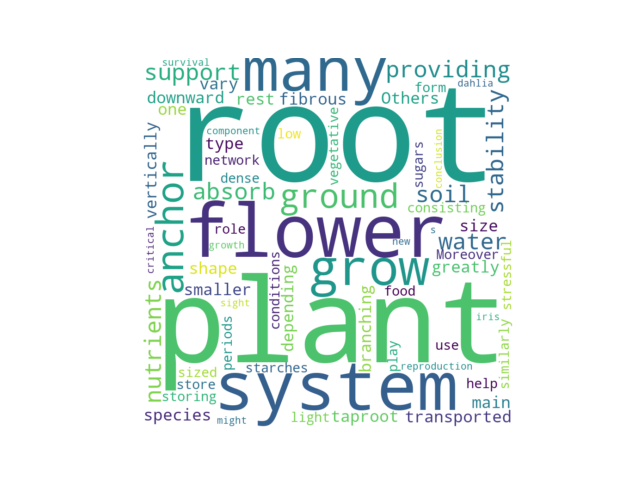 survival
support
many
providing
vary
form
dahlia
downward
rest
fibrous
Others
one
root
component
low
type
network
vegetative
sugars
conclusion
stability
vertically
dense
absorb
ground
soil
anchor
consisting
flower
role
growth
s
new
size
water
Moreover
shape
grow
greatly
stressful
critical
smaller
conditions
depending
food
sight
plant
iris
nutrients
periods
branching
play
use
similarly
sized
starches
reproduction
store
system
help
storing
main
species
might
light
taproot
transported